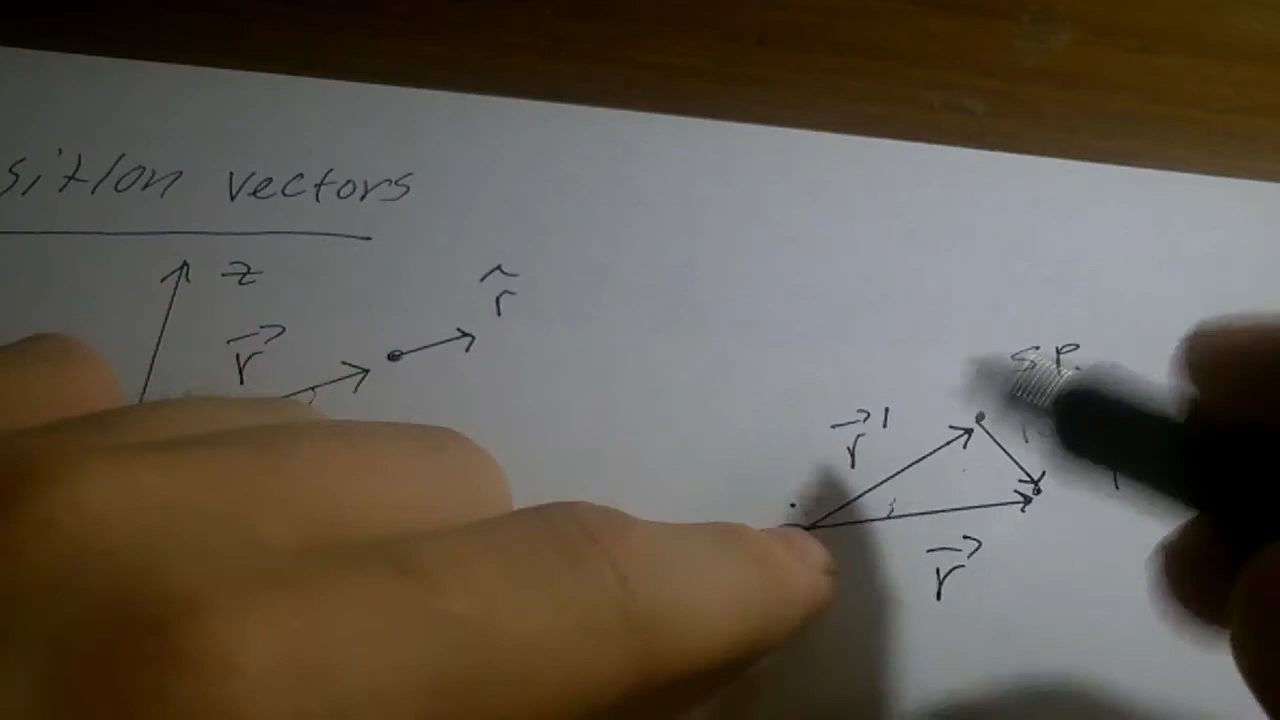 sition vectors
z
r̂
r⃗
S.P.
r⃗'
r⃗